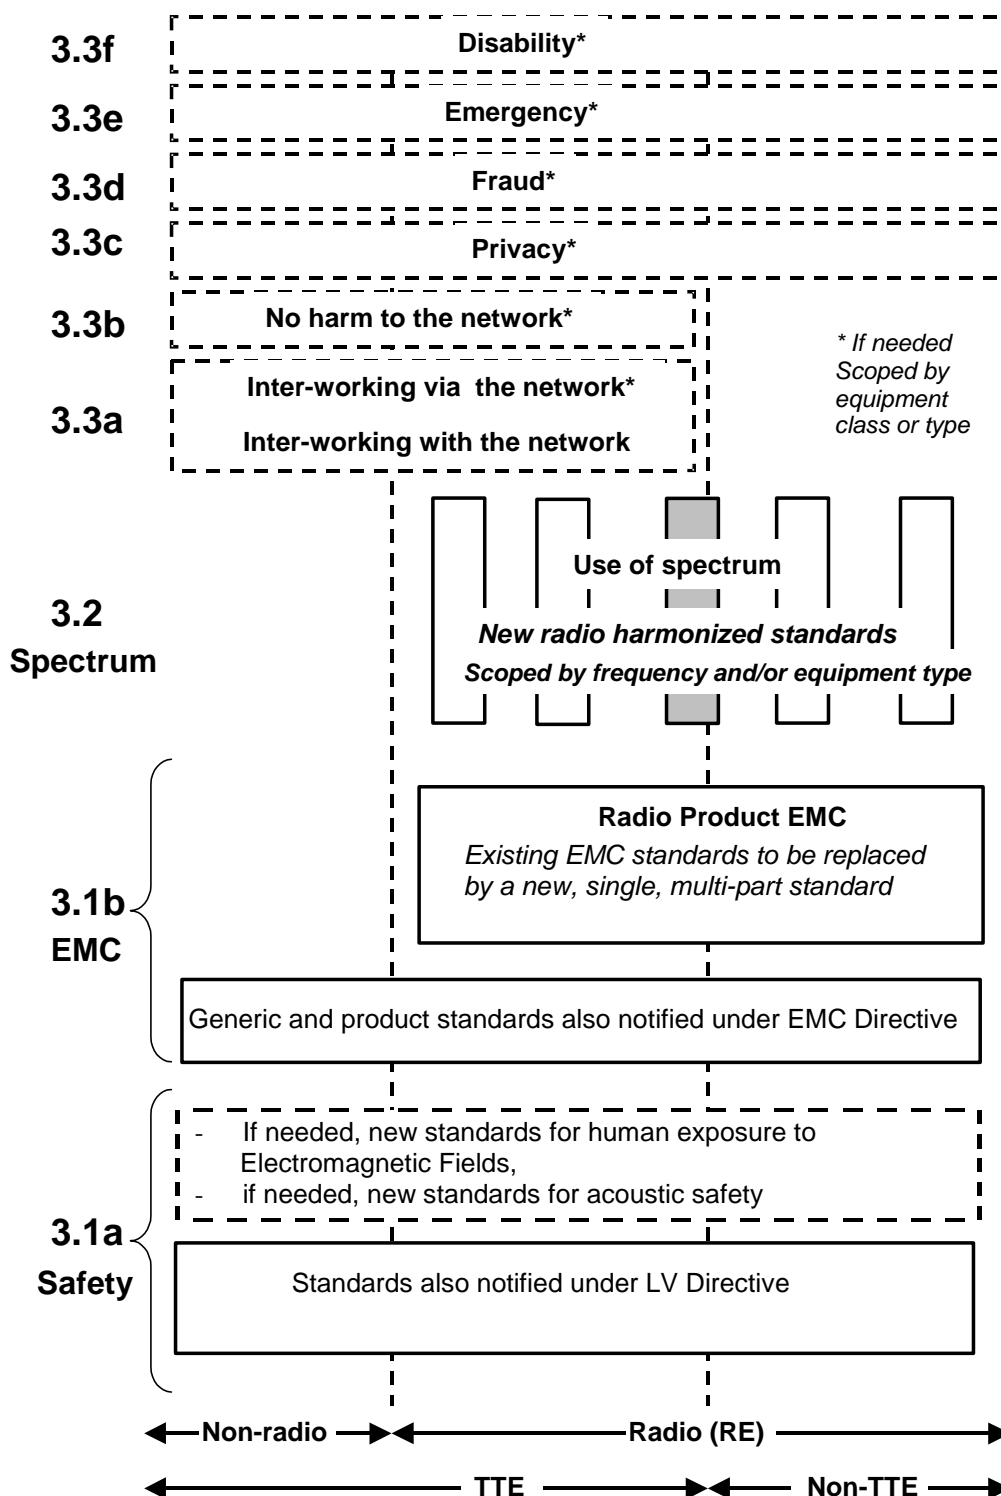 3.3f
Disability*
3.3e
Emergency*
3.3d
Fraud*
3.3c
Privacy*
3.3b
No harm to the network*
* If needed
Scoped by
equipment
class or type
3.3a
Inter-working via the network*
Inter-working with the network
3.2
Spectrum
Use of spectrum
New radio harmonized standards
Scoped by frequency and/or equipment type
3.1b
EMC
Radio Product EMC
Existing EMC standards to be replaced
by a new, single, multi-part standard
Generic and product standards also notified under EMC Directive
3.1a
Safety
- If needed, new standards for human exposure to
Electromagnetic Fields,
- if needed, new standards for acoustic safety
Standards also notified under LV Directive
Non-radio
Radio (RE)
TTE
Non-TTE